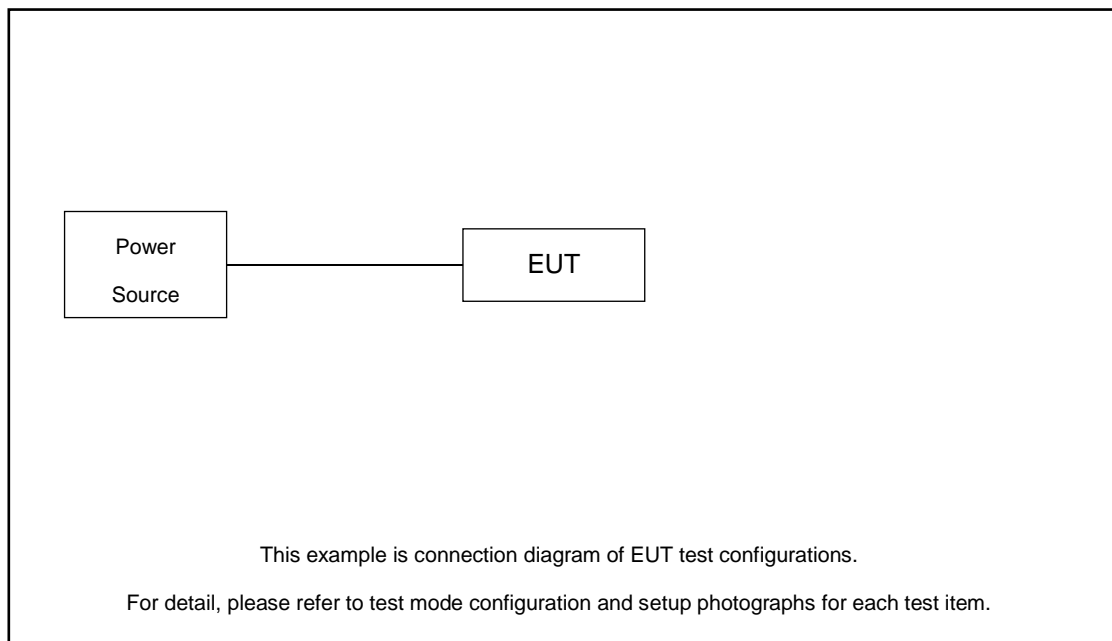 Power
Source
EUT
This example is connection diagram of EUT test configurations.
For detail, please refer to test mode configuration and setup photographs for each test item.